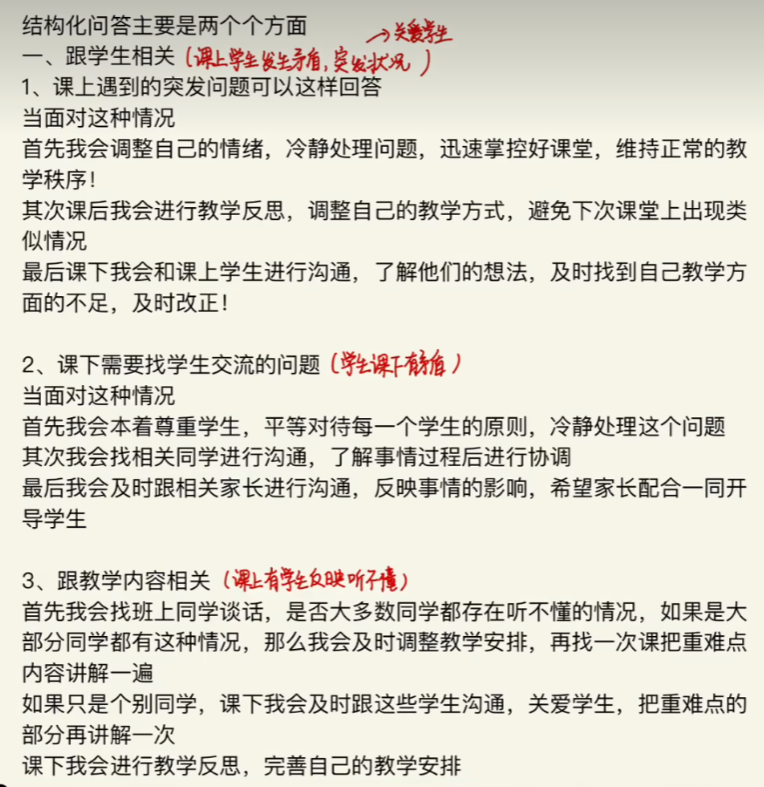 结构化问答主要是两个个方面
→关爱学生
一、跟学生相关（课上学生发生矛盾，突发状况）
1、课上遇到的突发问题可以这样回答
当面对这种情况
首先我会调整自己的情绪，冷静处理问题，迅速掌控好课堂，维持正常的教
学秩序！
其次课后我会进行教学反思，调整自己的教学方式，避免下次课堂上出现类
似情况
最后课下我会和课上学生进行沟通，了解他们的想法，及时找到自己教学方
面的不足，及时改正！
2、课下需要找学生交流的问题（学生课下有矛盾）
当面对这种情况
首先我会本着尊重学生，平等对待每一个学生的原则，冷静处理这个问题
其次我会找相关同学进行沟通，了解事情过程后进行协调
最后我会及时跟相关家长进行沟通，反映事情的影响，希望家长配合一同开
导学生
3、跟教学内容相关（课上有学生反映听不懂）
首先我会找班上同学谈话，是否大多数同学都存在听不懂的情况，如果是大
部分同学都有这种情况，那么我会及时调整教学安排，再找一次课把重难点
内容讲解一遍
如果只是个别同学，课下我会及时跟这些学生沟通，关爱学生，把重难点的
部分再讲解一次
课下我会进行教学反思，完善自己的教学安排